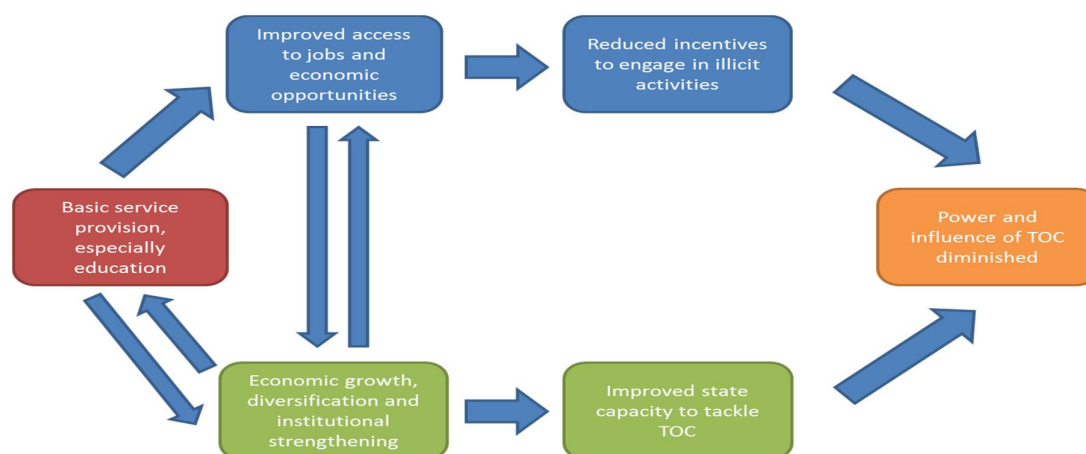 Improved access
to jobs and
economic
opportunities
Reduced incentives
to engage in illicit
activities
Basic service
provision,
especially
education
Power and
influence of TOC
diminished
Economic growth,
diversification and
institutional
strengthening
Improved state
capacity to tackle
TOC